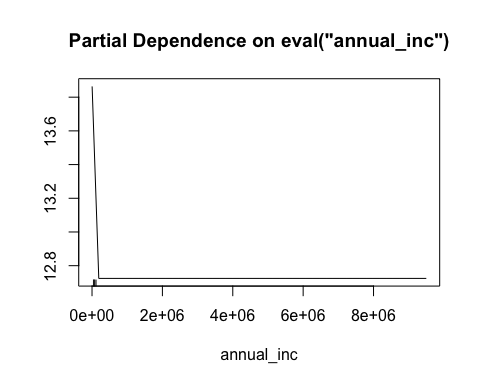 Partial Dependence on eval("annual_inc")
13.6
13.2
12.8
0e+00 2e+06 4e+06 6e+06 8e+06
annual_inc